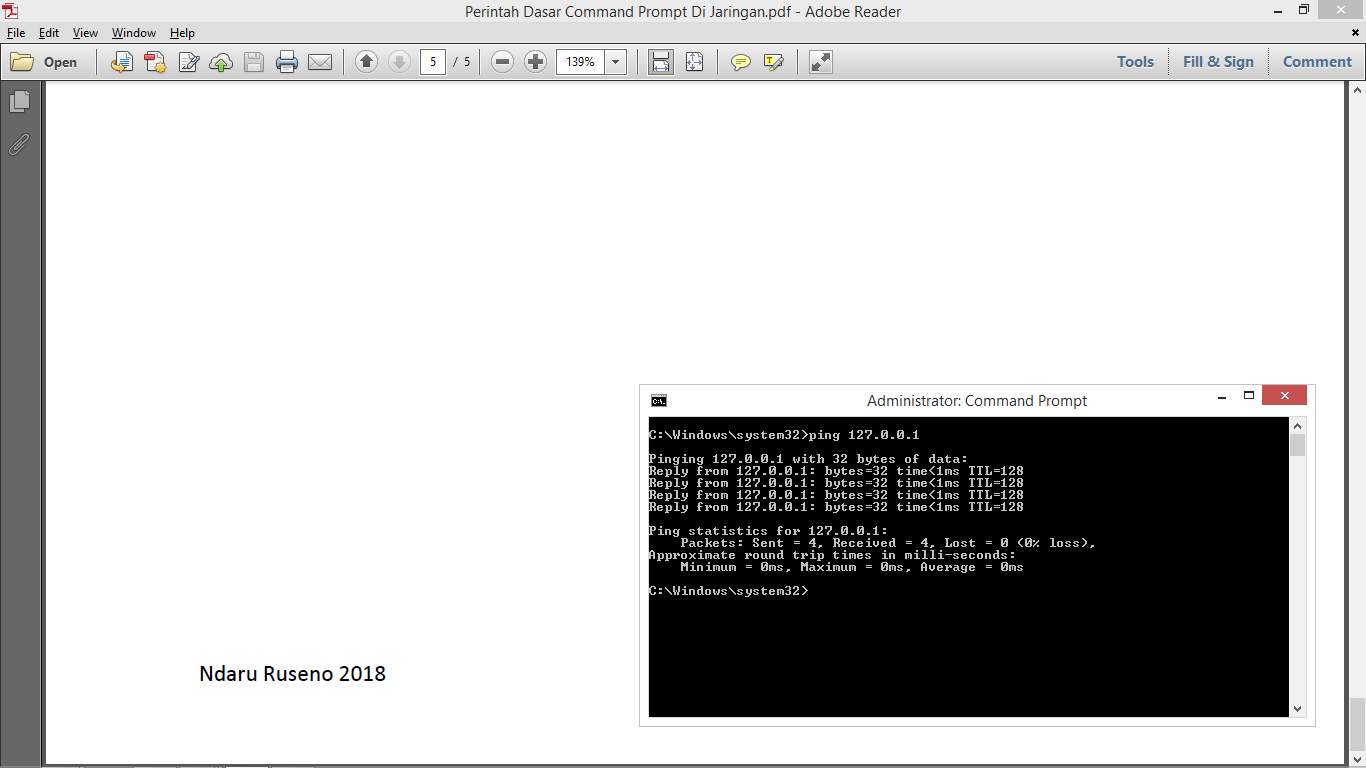 Perintah Dasar Command Prompt Di Jaringan.pdf - Adobe Reader
File Edit View Window Help
Open 5 / 5 139% Tools Fill & Sign Comment
Administrator: Command Prompt
C:\Windows\system32>ping 127.0.0.1
Pinging 127.0.0.1 with 32 bytes of data:
Reply from 127.0.0.1: bytes=32 time<1ms TTL=128
Reply from 127.0.0.1: bytes=32 time<1ms TTL=128
Reply from 127.0.0.1: bytes=32 time<1ms TTL=128
Reply from 127.0.0.1: bytes=32 time<1ms TTL=128
Ping statistics for 127.0.0.1:
Packets: Sent = 4, Received = 4, Lost = 0 (0% loss),
Approximate round trip times in milli-seconds:
Minimum = 0ms, Maximum = 0ms, Average = 0ms
C:\Windows\system32>
Ndaru Ruseno 2018